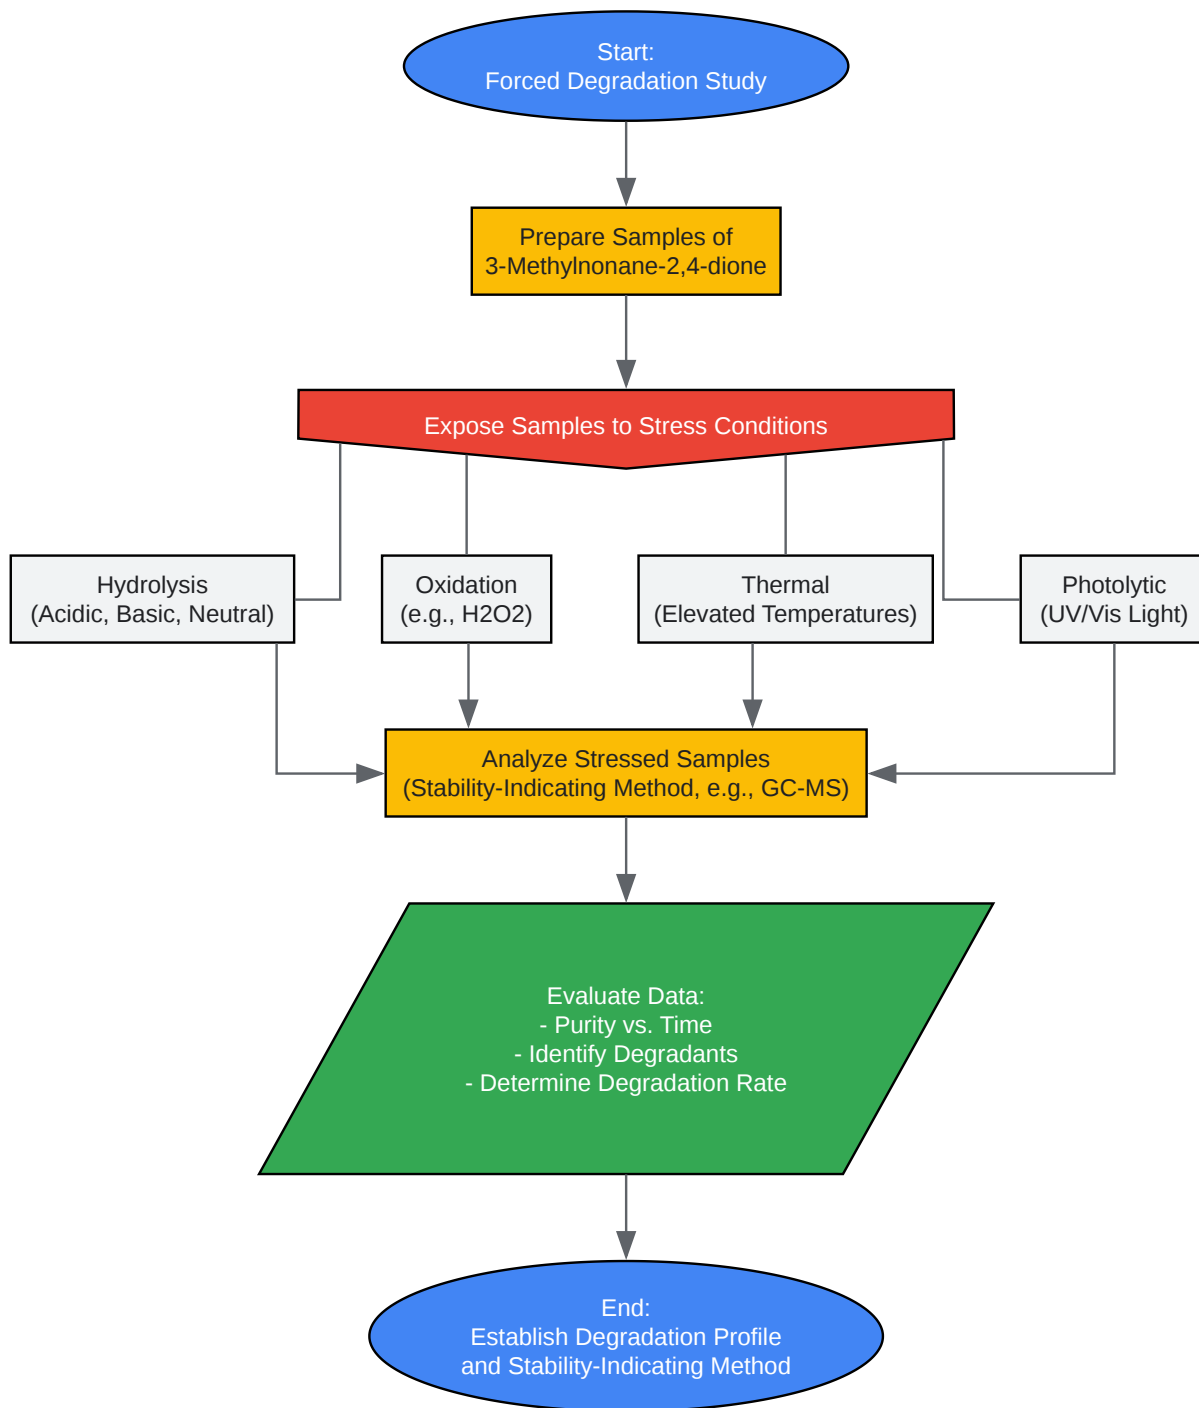 Start:
Forced Degradation Study
Prepare Samples of
3-Methylnonane-2,4-dione
Expose Samples to Stress Conditions
Hydrolysis
(Acidic, Basic, Neutral)
Oxidation
(e.g., H2O2)
Thermal
(Elevated Temperatures)
Photolytic
(UV/Vis Light)
Analyze Stressed Samples
(Stability-Indicating Method, e.g., GC-MS)
Evaluate Data:
- Purity vs. Time
- Identify Degradants
- Determine Degradation Rate
End:
Establish Degradation Profile
and Stability-Indicating Method